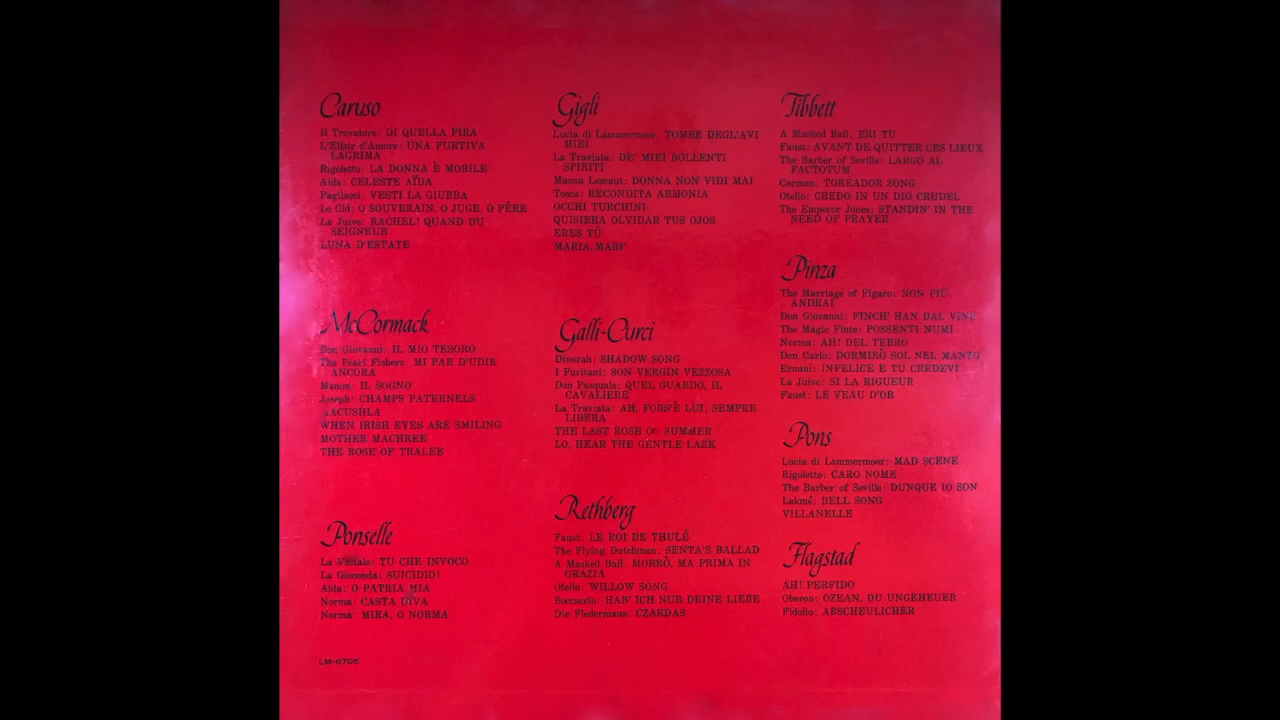 Caruso
Il Trovatore: DI QUELLA PIRA
L'Elisir d'Amore: UNA FURTIVA
LAGRIMA
Rigoletto: LA DONNA È MOBILE
Aïda: CELESTE AÏDA
Pagliacci: VESTI LA GIUBBA
Le Cid: O SOUVERAIN, O JUGE, O PÊRE
La Juive: RACHEL! QUAND DU
SEIGNEUR
LUNA D'ESTATE
McCormack
Don Giovanni: IL MIO TESORO
The Pearl Fishers: MI PAR D'UDIR
ANCORA
Manon: IL SOGNO
Joseph: CHAMPS PATERNELS
MACUSHLA
WHEN IRISH EYES ARE SMILING
MOTHER MACHREE
THE ROSE OF TRALEE
Ponselle
La Vestale: TU CHE INVOCO
La Gioconda: SUICIDIO!
Aïda: O PATRIA MIA
Norma: CASTA DIVA
Norma: MIRA, O NORMA
LM-6705
Gigli
Lucia di Lammermoor: TOMBE DEGL'AVI
MIEI
La Traviata: DE' MIEI BOLLENTI
SPIRITI
Manon Lescaut: DONNA NON VIDI MAI
Tosca: RECONDITA ARMONIA
OCCHI TURCHINI
QUISIERA OLVIDAR TUS OJOS
ERES TÚ
MARIA, MARI'
Galli-Curci
Dinorah: SHADOW SONG
I Puritani: SON VERGIN VEZZOSA
Don Pasquale: QUEL GUARDO, IL
CAVALIERE
La Traviata: AH, FORS'È LUI; SEMPRE
LIBERA
THE LAST ROSE OF SUMMER
LO, HEAR THE GENTLE LARK
Rethberg
Faust: LE ROI DE THULÉ
The Flying Dutchman: SENTA'S BALLAD
A Masked Ball: MORRÒ, MA PRIMA IN
GRAZIA
Otello: WILLOW SONG
Boccaccio: HAB' ICH NUR DEINE LIEBE
Die Fledermaus: CZARDAS
Tibbett
A Masked Ball: ERI TU
Faust: AVANT DE QUITTER CES LIEUX
The Barber of Seville: LARGO AL
FACTOTUM
Carmen: TOREADOR SONG
Otello: CREDO IN UN DIO CRUDEL
The Emperor Jones: STANDIN' IN THE
NEED OF PRAYER
Pinza
The Marriage of Figaro: NON PIÙ
ANDRAI
Don Giovanni: FINCH' HAN DAL VINO
The Magic Flute: POSSENTI NUMI
Norma: AH! DEL TEBRO
Don Carlo: DORMIRÒ SOL NEL MANTO
Ernani: INFELICE E TU CREDEVI
La Juive: SI LA RIGUEUR
Faust: LE VEAU D'OR
Pons
Lucia di Lammermoor: MAD SCENE
Rigoletto: CARO NOME
The Barber of Seville: DUNQUE IO SON
Lakmé: BELL SONG
VILLANELLE
Flagstad
AH! PERFIDO
Oberon: OZEAN, DU UNGEHEUER
Fidelio: ABSCHEULICHER